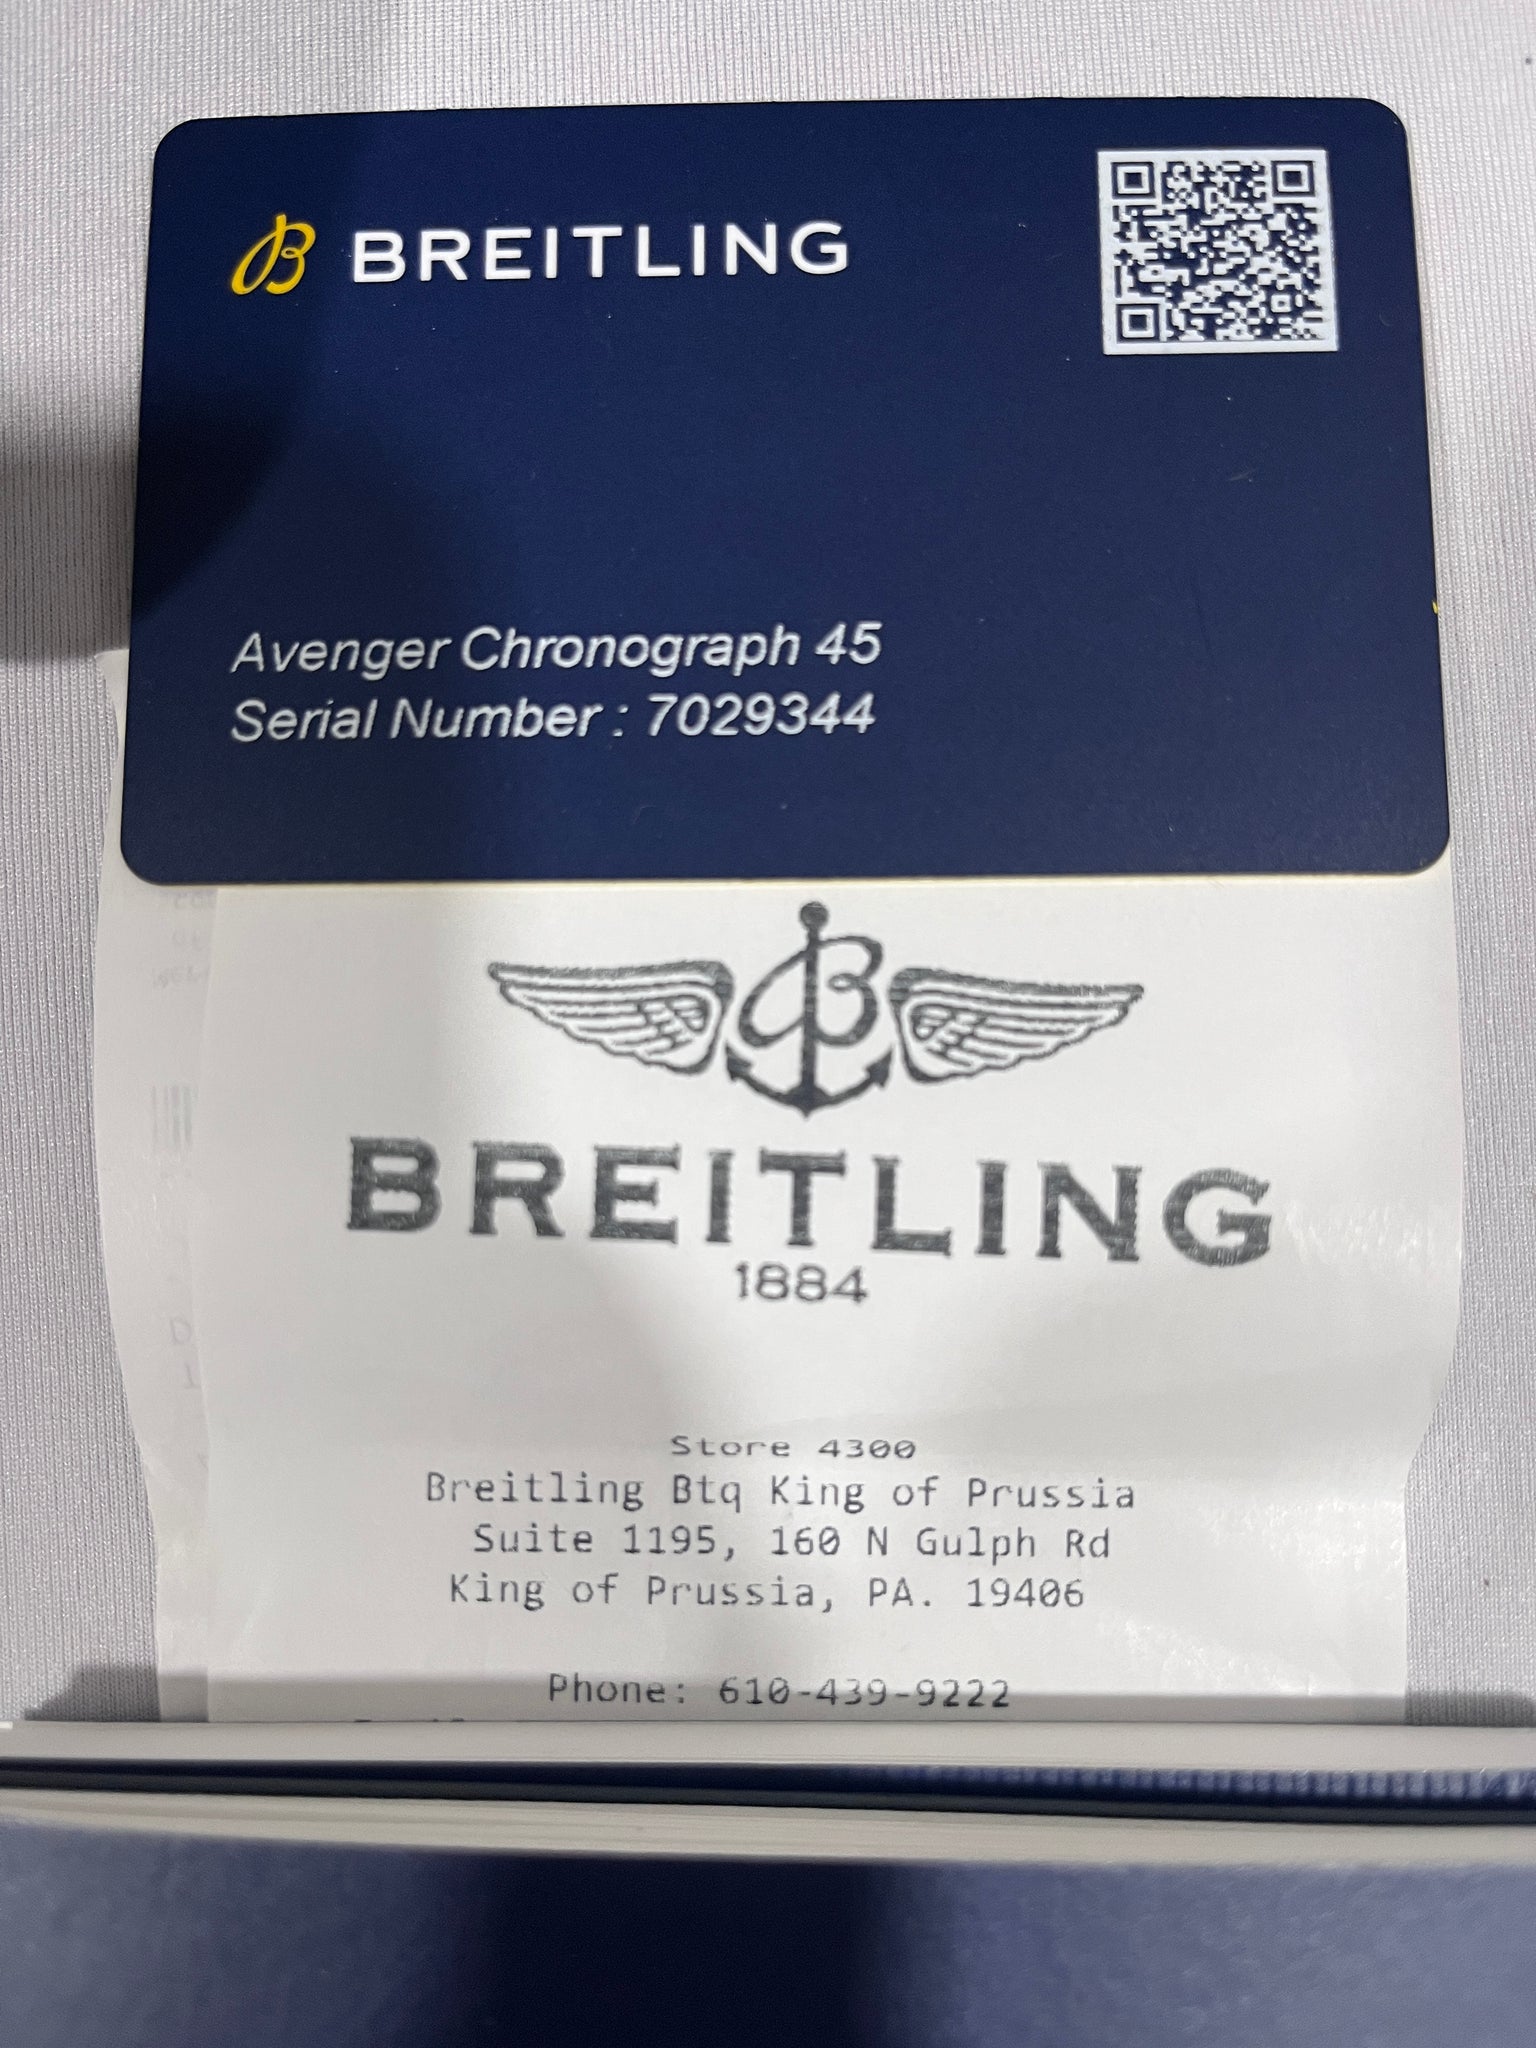 B BREITLING
Avenger Chronograph 45
Serial Number : 7029344
B
BREITLING
1884
Store 4300
Breitling Btq King of Prussia
Suite 1195, 160 N Gulph Rd
King of Prussia, PA. 19406
Phone: 610-439-9222